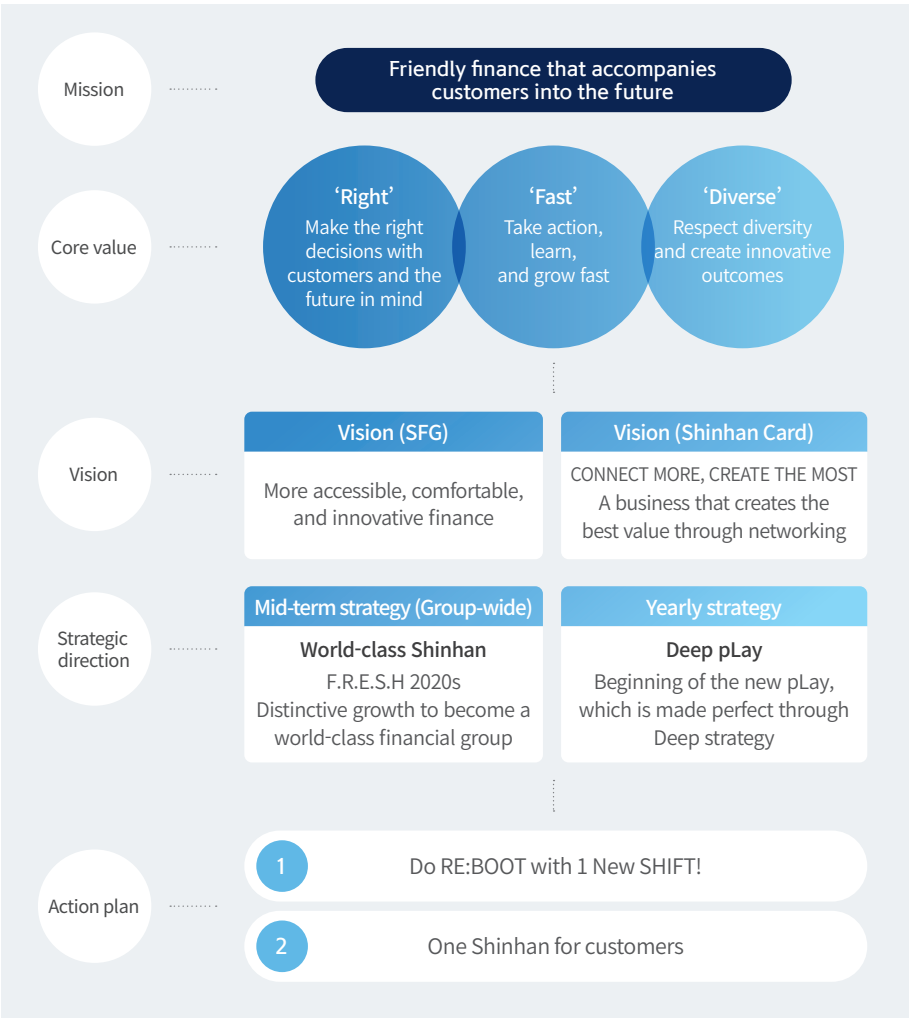 Mission
Friendly finance that accompanies
customers into the future
Core value
‘Right’
Make the right
decisions with
customers and the
future in mind
‘Fast’
Take action,
learn,
and grow fast
‘Diverse’
Respect diversity
and create innovative
outcomes
Vision
Vision (SFG)
More accessible, comfortable,
and innovative finance
Vision (Shinhan Card)
CONNECT MORE, CREATE THE MOST
A business that creates the
best value through networking
Strategic
direction
Mid-term strategy (Group-wide)
World-class Shinhan
F.R.E.S.H 2020s
Distinctive growth to become a
world-class financial group
Yearly strategy
Deep pLay
Beginning of the new pLay,
which is made perfect through
Deep strategy
Action plan
1 Do RE:BOOT with 1 New SHIFT!
2 One Shinhan for customers